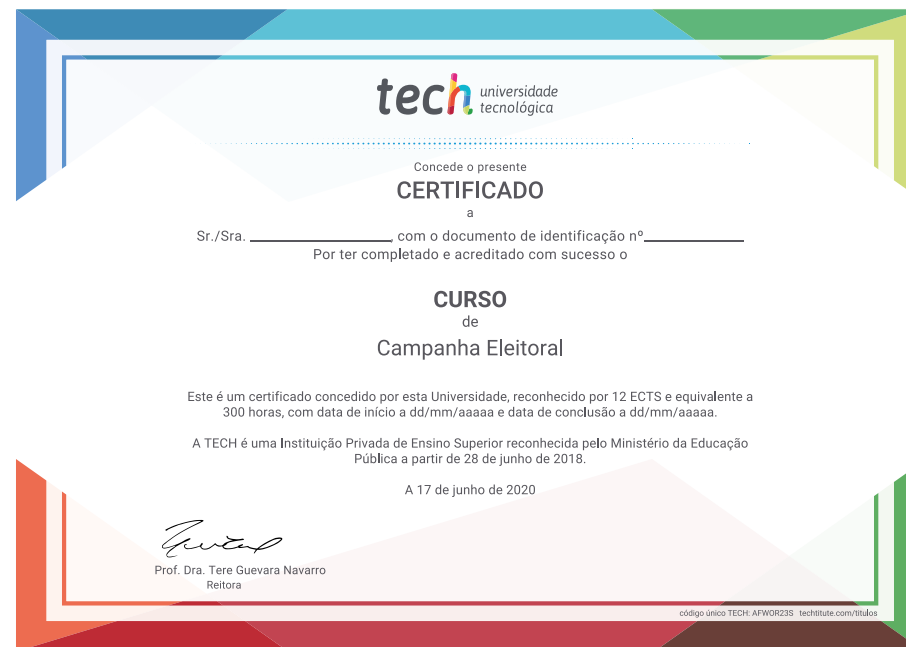 tech universidade
tecnológica
Concede o presente
CERTIFICADO
a
Sr./Sra. ____________________, com o documento de identificação nº______________
Por ter completado e acreditado com sucesso o
CURSO
de
Campanha Eleitoral
Este é um certificado concedido por esta Universidade, reconhecido por 12 ECTS e equivalente a
300 horas, com data de início a dd/mm/aaaaa e data de conclusão a dd/mm/aaaaa.
A TECH é uma Instituição Privada de Ensino Superior reconhecida pelo Ministério da Educação
Pública a partir de 28 de junho de 2018.
A 17 de junho de 2020
Prof. Dra. Tere Guevara Navarro
Reitora
código único TECH: AFWOR23S techtitute.com/titulos